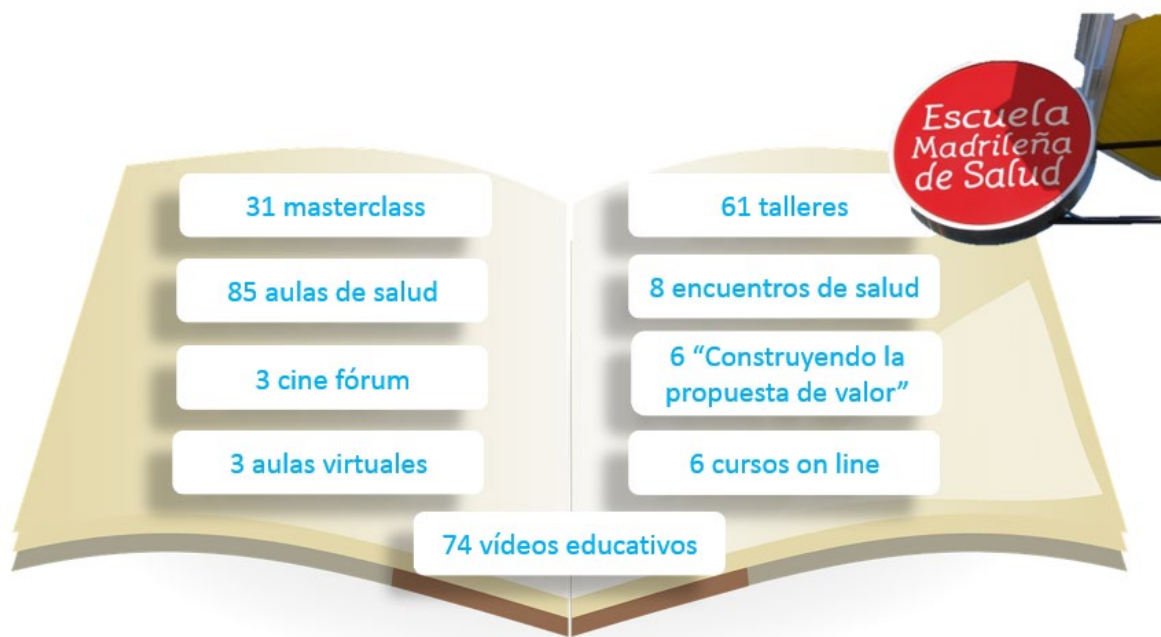 Escuela
Madrileña
de Salud
31 masterclass
61 talleres
85 aulas de salud
8 encuentros de salud
3 cine fórum
6 “Construyendo la
propuesta de valor”
3 aulas virtuales
6 cursos on line
74 vídeos educativos